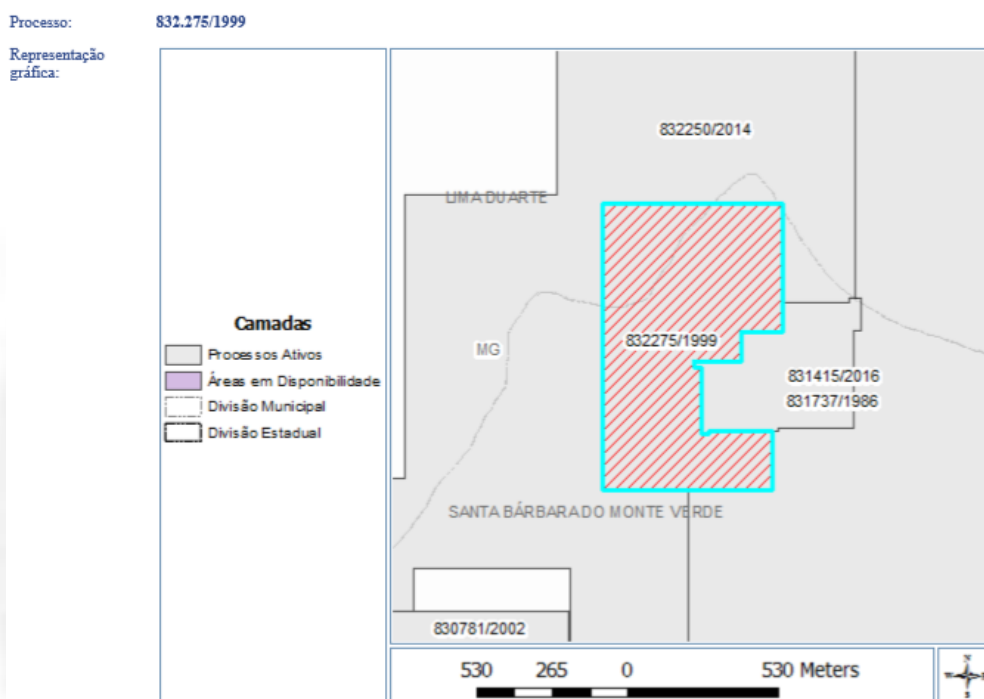 Processo: 832.275/1999
Representação
gráfica:
Camadas
Processos Ativos
Áreas em Disponibilidade
Divisão Municipal
Divisão Estadual
832250/2014
LIMA DUARTE
832275/1999
MG
831415/2016
831737/1986
SANTA BÁRBARA DO MONTE VERDE
830781/2002
530 265 0 530 Meters
N
S